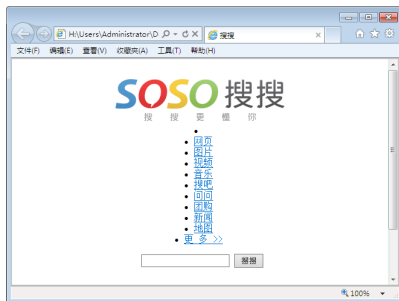 H:\Users\Administrator\D
搜搜
文件(F) 编辑(E) 查看(V) 收藏夹(A) 工具(T) 帮助(H)
SOSO 搜搜
搜 搜 更 懂 你
网页
图片
视频
音乐
搜吧
问问
团购
新闻
地图
更 多 >>
搜搜
100%